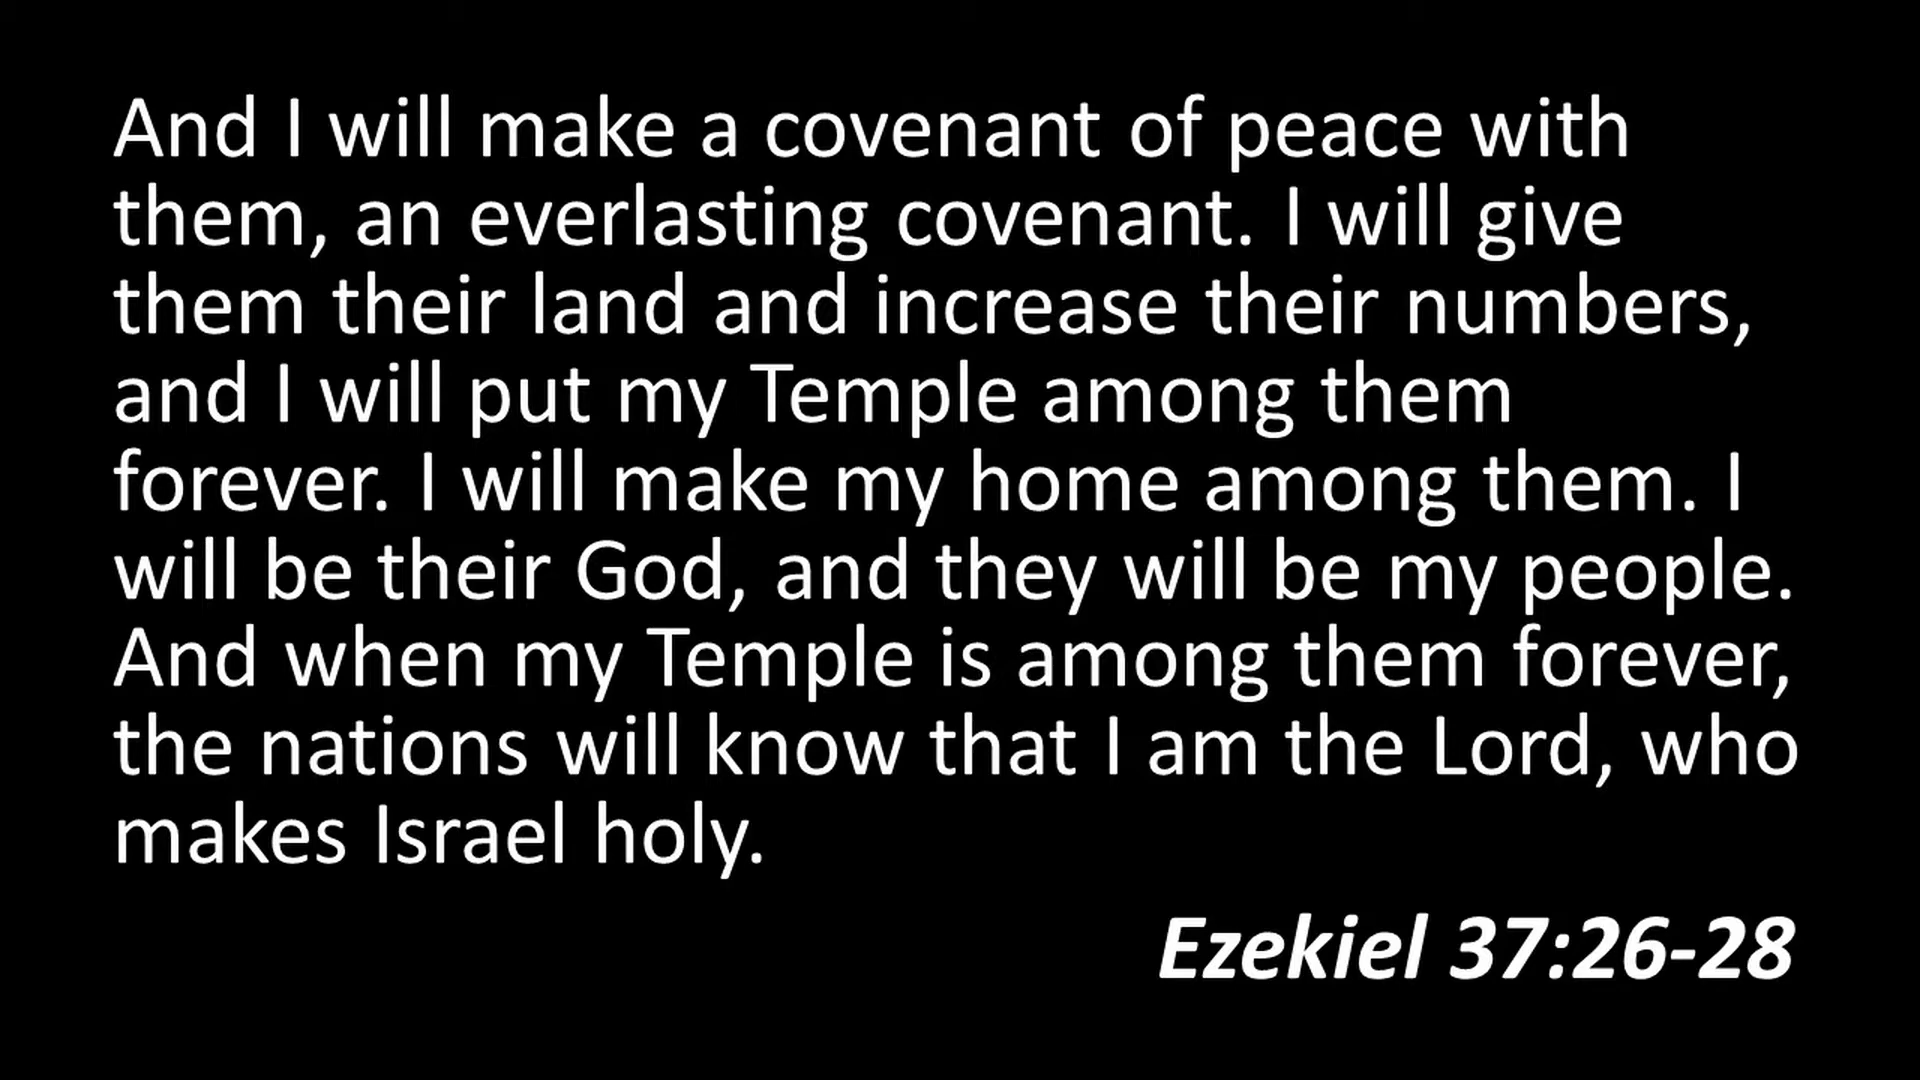 And I will make a covenant of peace with
them, an everlasting covenant. I will give
them their land and increase their numbers,
and I will put my Temple among them
forever. I will make my home among them. I
will be their God, and they will be my people.
And when my Temple is among them forever,
the nations will know that I am the Lord, who
makes Israel holy.
Ezekiel 37:26-28